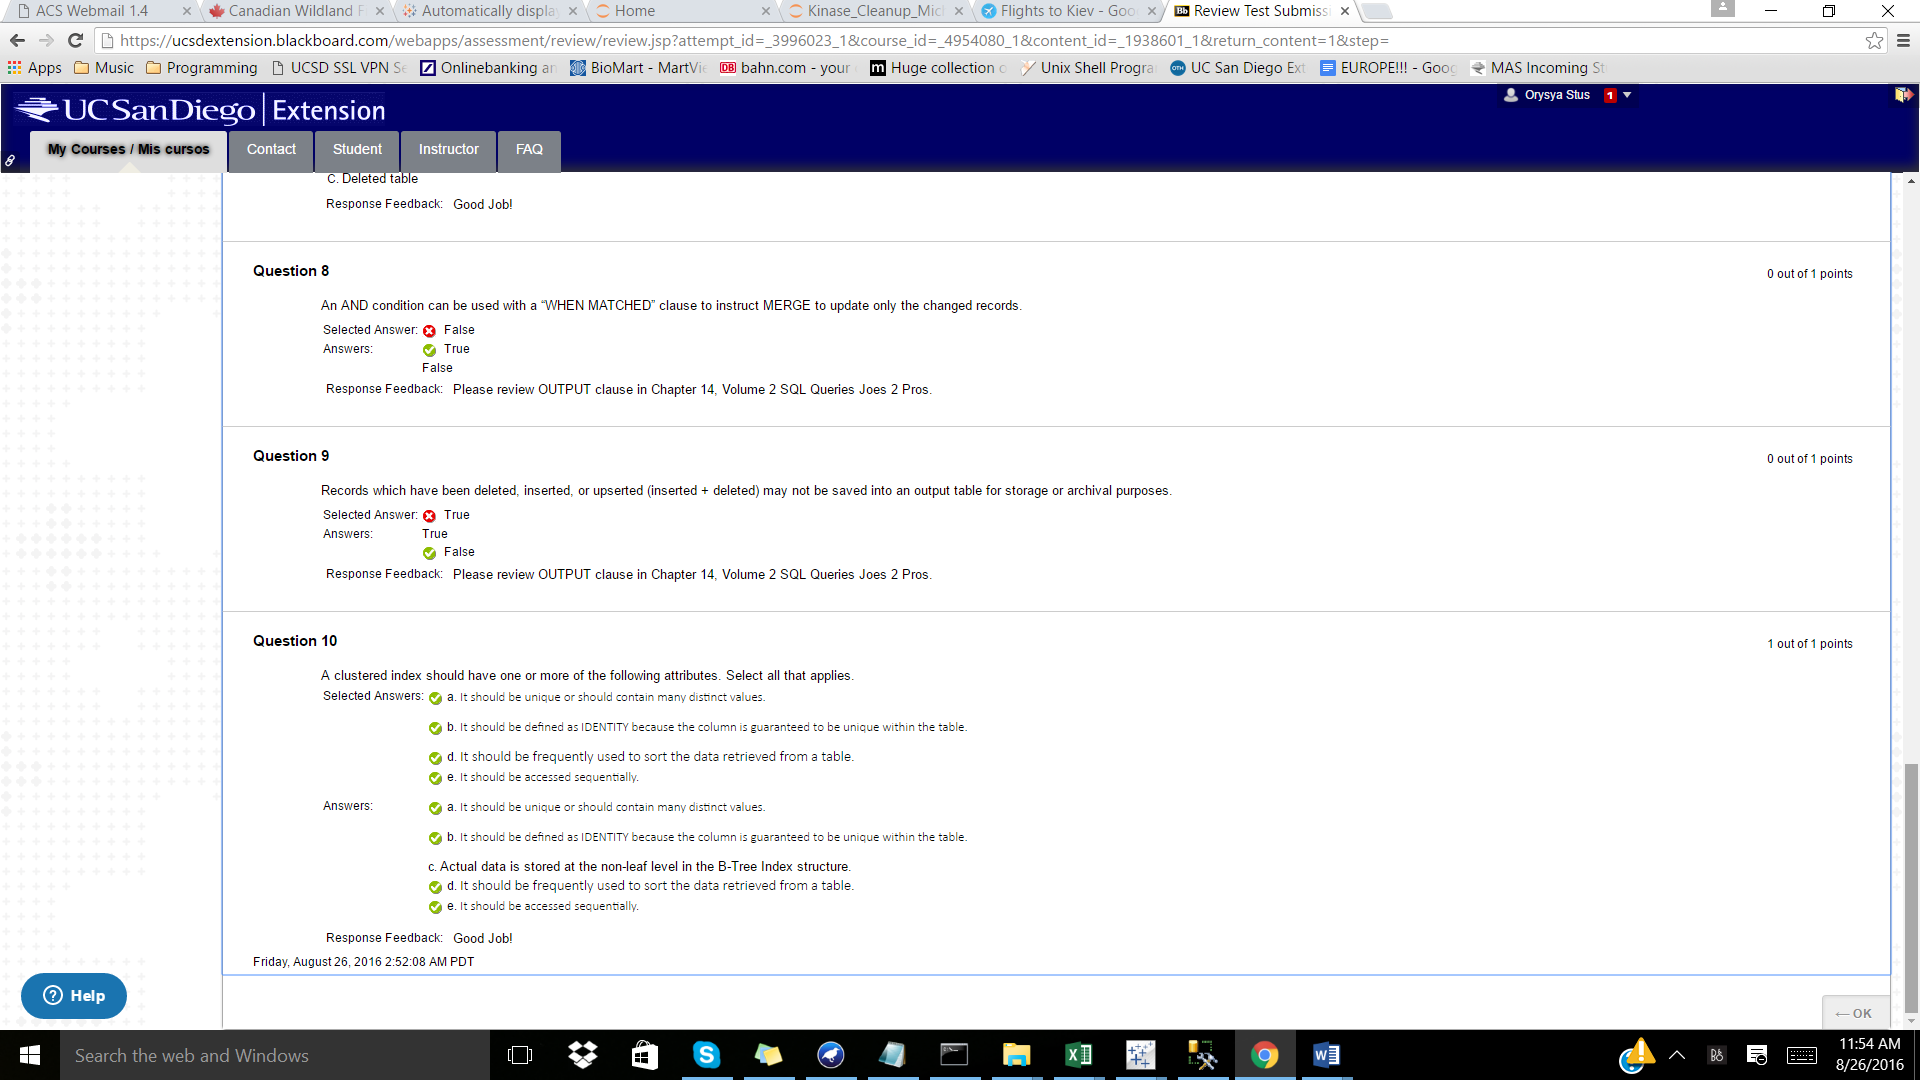 ACS Webmail 1.4
Canadian Wildland F
Automatically displa
Home
Kinase_Cleanup_Mic
Flights to Kiev - Goo
Bb Review Test Submiss
https://ucsdextension.blackboard.com/webapps/assessment/review/review.jsp?attempt_id=_3996023_1&course_id=_4954080_1&content_id=_1938601_1&return_content=1&step=
Apps Music Programming UCSD SSL VPN Se Onlinebanking an BioMart - MartVi DB bahn.com - your m Huge collection o Unix Shell Progra OTH UC San Diego Ext EUROPE!!! - Goog MAS Incoming St
UC San Diego | Extension
Orysya Stus 1
My Courses / Mis cursos Contact Student Instructor FAQ
C. Deleted table
Response Feedback: Good Job!
Question 8
0 out of 1 points
An AND condition can be used with a “WHEN MATCHED” clause to instruct MERGE to update only the changed records.
Selected Answer: False
Answers: True
False
Response Feedback: Please review OUTPUT clause in Chapter 14, Volume 2 SQL Queries Joes 2 Pros.
Question 9
0 out of 1 points
Records which have been deleted, inserted, or upserted (inserted + deleted) may not be saved into an output table for storage or archival purposes.
Selected Answer: True
Answers: True
False
Response Feedback: Please review OUTPUT clause in Chapter 14, Volume 2 SQL Queries Joes 2 Pros.
Question 10
1 out of 1 points
A clustered index should have one or more of the following attributes. Select all that applies.
Selected Answers: a. It should be unique or should contain many distinct values.
b. It should be defined as IDENTITY because the column is guaranteed to be unique within the table.
d. It should be frequently used to sort the data retrieved from a table.
e. It should be accessed sequentially.
Answers: a. It should be unique or should contain many distinct values.
b. It should be defined as IDENTITY because the column is guaranteed to be unique within the table.
c. Actual data is stored at the non-leaf level in the B-Tree Index structure.
d. It should be frequently used to sort the data retrieved from a table.
e. It should be accessed sequentially.
Response Feedback: Good Job!
Friday, August 26, 2016 2:52:08 AM PDT
? Help
← OK
Search the web and Windows
11:54 AM
8/26/2016